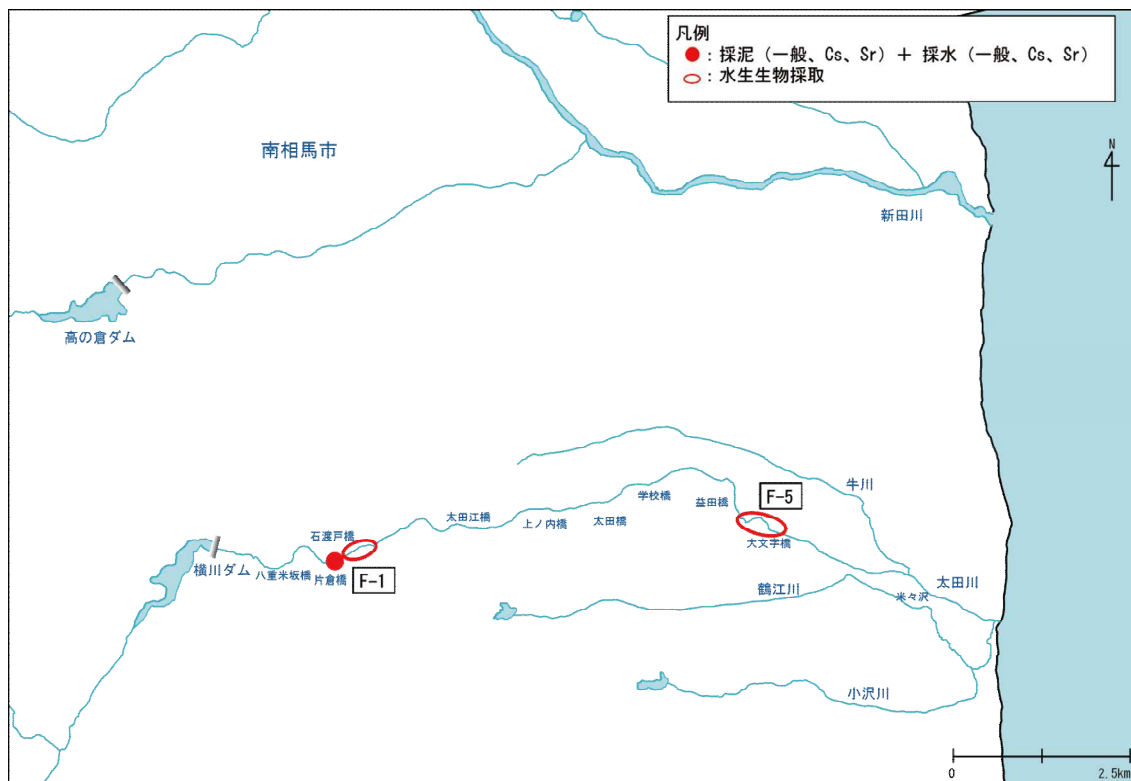 凡例
：採泥（一般、Cs、Sr）＋ 採水（一般、Cs、Sr）
：水生生物採取
南相馬市
N
新田川
高の倉ダム
牛川
学校橋
益田橋
F-5
太田江橋
上ノ内橋
太田橋
石渡戸橋
大文字橋
横川ダム
八重米坂橋
片倉橋
F-1
鶴江川
米々沢
太田川
小沢川
0
2.5km